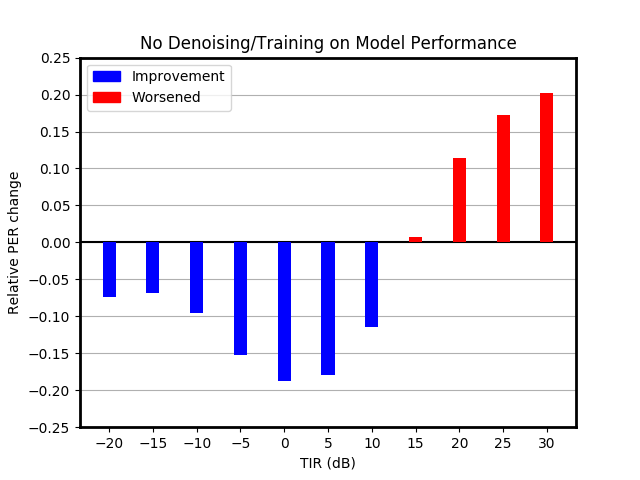 No Denoising/Training on Model Performance
Improvement
Worsened
Relative PER change
0.25
0.20
0.15
0.10
0.05
0.00
−0.05
−0.10
−0.15
−0.20
−0.25
−20 −15 −10 −5 0 5 10 15 20 25 30
TIR (dB)